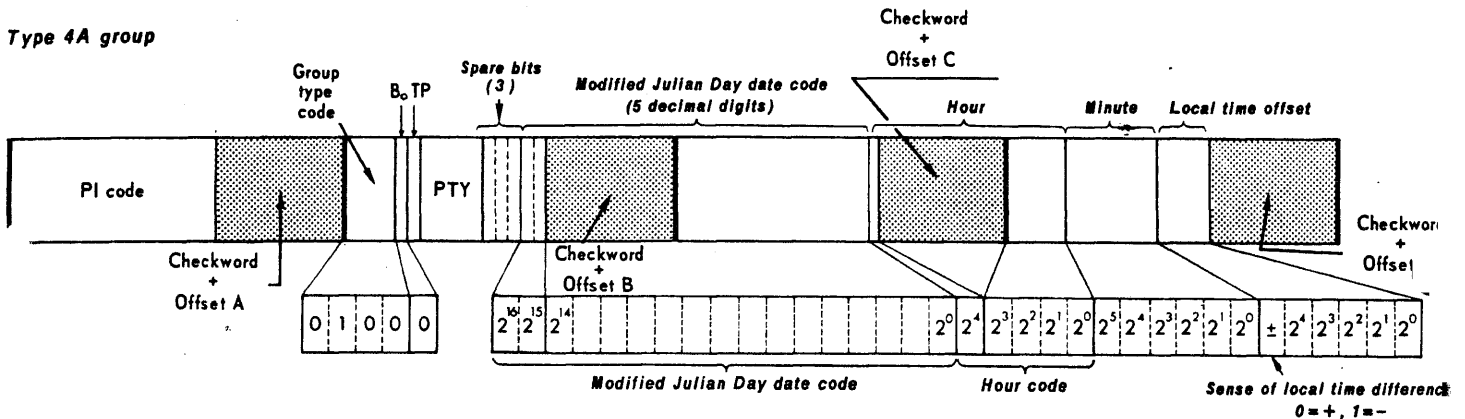 Type 4A group
Checkword
+
Offset C
Group
type
code
B₀ TP
Spare bits
(3)
Modified Julian Day date code
(5 decimal digits)
Hour
Minute
Local time offset
PI code
PTY
Checkword
+
Offset A
Checkword
+
Offset B
Checkword
+
Offset
0 1 0 0 0
2¹⁶ 2¹⁵ 2¹⁴ 2⁰ 2⁴ 2³ 2² 2¹ 2⁰ 2⁵ 2⁴ 2³ 2² 2¹ 2⁰ ± 2⁴ 2³ 2² 2¹ 2⁰
Modified Julian Day date code
Hour code
Sense of local time differenc
0=+, 1=-